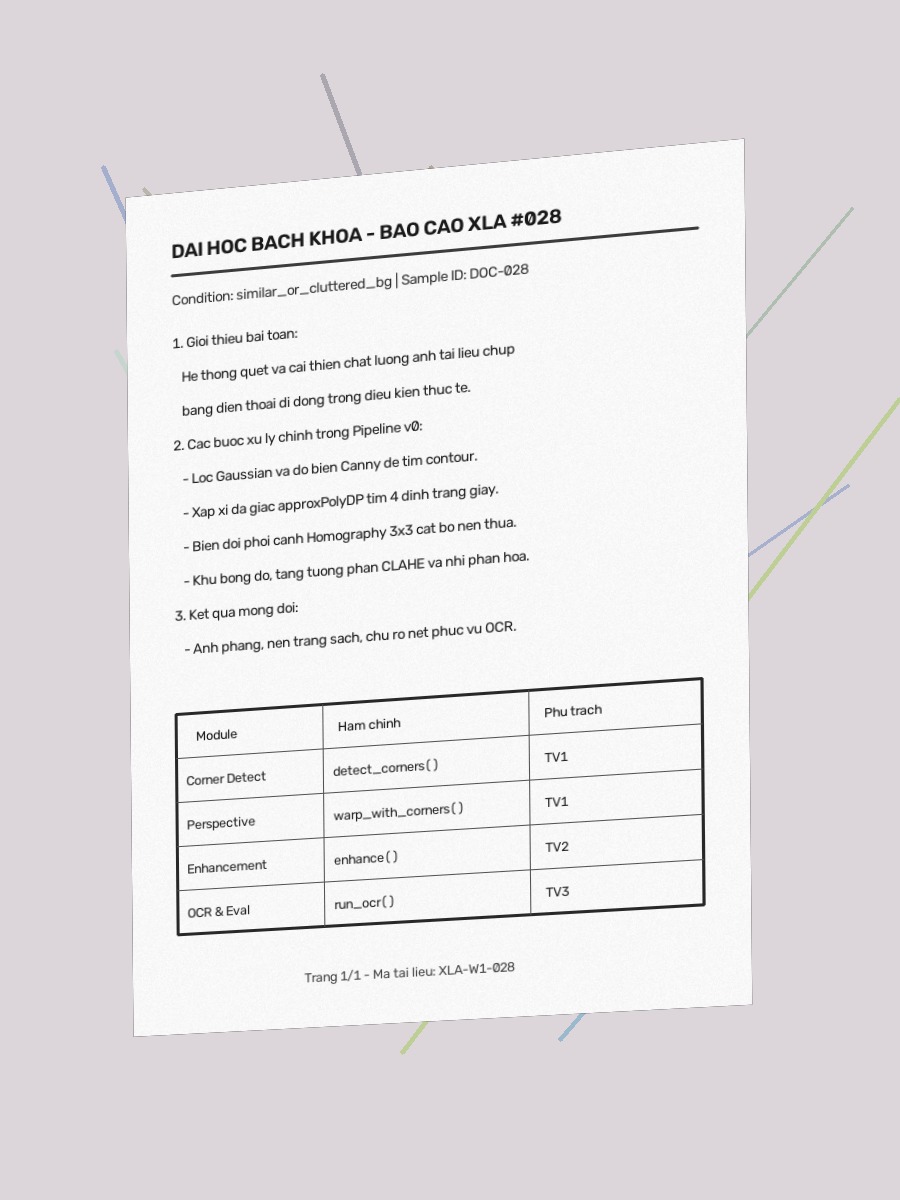 DAI HOC BACH KHOA - BAO CAO XLA #028
Condition: similar_or_cluttered_bg | Sample ID: DOC-028
1. Gioi thieu bai toan:
He thong quet va cai thien chat luong anh tai lieu chup
bang dien thoai di dong trong dieu kien thuc te.
2. Cac buoc xu ly chinh trong Pipeline v0:
- Loc Gaussian va do bien Canny de tim contour.
- Xap xi da giac approxPolyDP tim 4 dinh trang giay.
- Bien doi phoi canh Homography 3x3 cat bo nen thua.
- Khu bong do, tang tuong phan CLAHE va nhi phan hoa.
3. Ket qua mong doi:
- Anh phang, nen trang sach, chu ro net phuc vu OCR.
Module Ham chinh Phu trach
Corner Detect detect_corners() TV1
Perspective warp_with_corners() TV1
Enhancement enhance() TV2
OCR & Eval run_ocr() TV3
Trang 1/1 - Ma tai lieu: XLA-W1-028